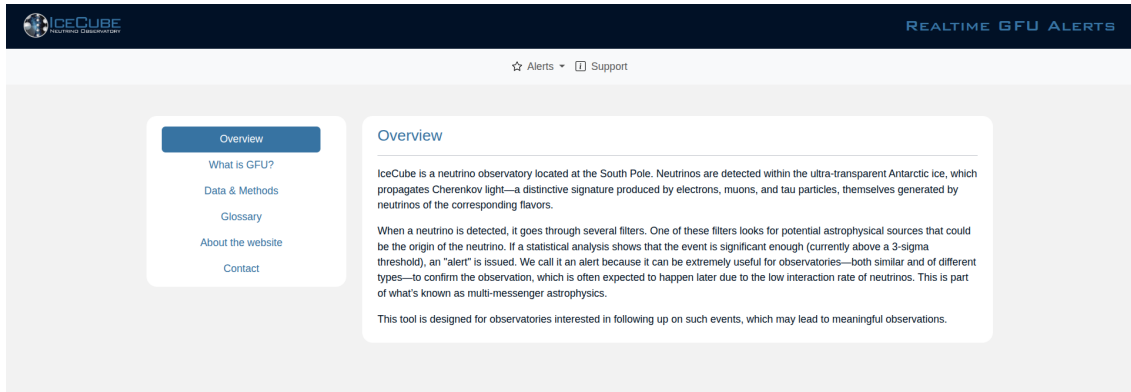 ICECUBE
NEUTRINO OBSERVATORY
REALTIME GFU ALERTS
Alerts
Support
Overview
What is GFU?
Data & Methods
Glossary
About the website
Contact
Overview
IceCube is a neutrino observatory located at the South Pole. Neutrinos are detected within the ultra-transparent Antarctic ice, which
propagates Cherenkov light—a distinctive signature produced by electrons, muons, and tau particles, themselves generated by
neutrinos of the corresponding flavors.
When a neutrino is detected, it goes through several filters. One of these filters looks for potential astrophysical sources that could
be the origin of the neutrino. If a statistical analysis shows that the event is significant enough (currently above a 3-sigma
threshold), an "alert" is issued. We call it an alert because it can be extremely useful for observatories—both similar and of different
types—to confirm the observation, which is often expected to happen later due to the low interaction rate of neutrinos. This is part
of what's known as multi-messenger astrophysics.
This tool is designed for observatories interested in following up on such events, which may lead to meaningful observations.